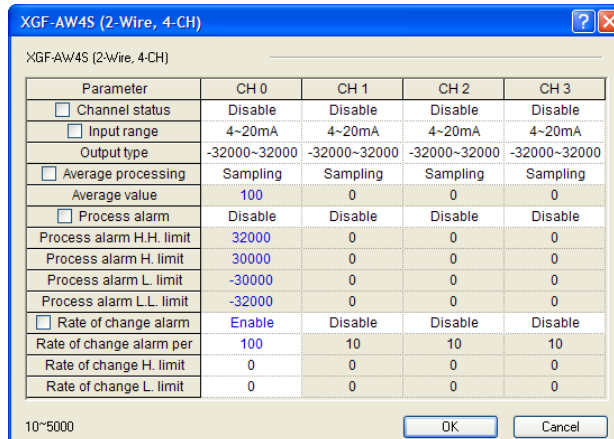 XGF-AW4S (2-Wire, 4-CH)
XGF-AW4S (2-Wire, 4-CH)
Parameter CH 0 CH 1 CH 2 CH 3
Channel status Disable Disable Disable Disable
Input range 4~20mA 4~20mA 4~20mA 4~20mA
Output type -32000~32000 -32000~32000 -32000~32000 -32000~32000
Average processing Sampling Sampling Sampling Sampling
Average value 100 0 0 0
Process alarm Disable Disable Disable Disable
Process alarm H.H. limit 32000 0 0 0
Process alarm H. limit 30000 0 0 0
Process alarm L. limit -30000 0 0 0
Process alarm L.L. limit -32000 0 0 0
Rate of change alarm Enable Disable Disable Disable
Rate of change alarm per 100 10 10 10
Rate of change H. limit 0 0 0 0
Rate of change L. limit 0 0 0 0
10~5000 OK Cancel